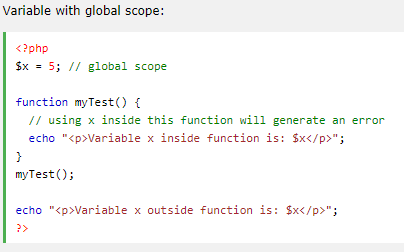 Variable with global scope:
<?php
$x = 5; // global scope

function myTest() {
  // using x inside this function will generate an error
  echo "<p>Variable x inside function is: $x</p>";
}
myTest();

echo "<p>Variable x outside function is: $x</p>";
?>